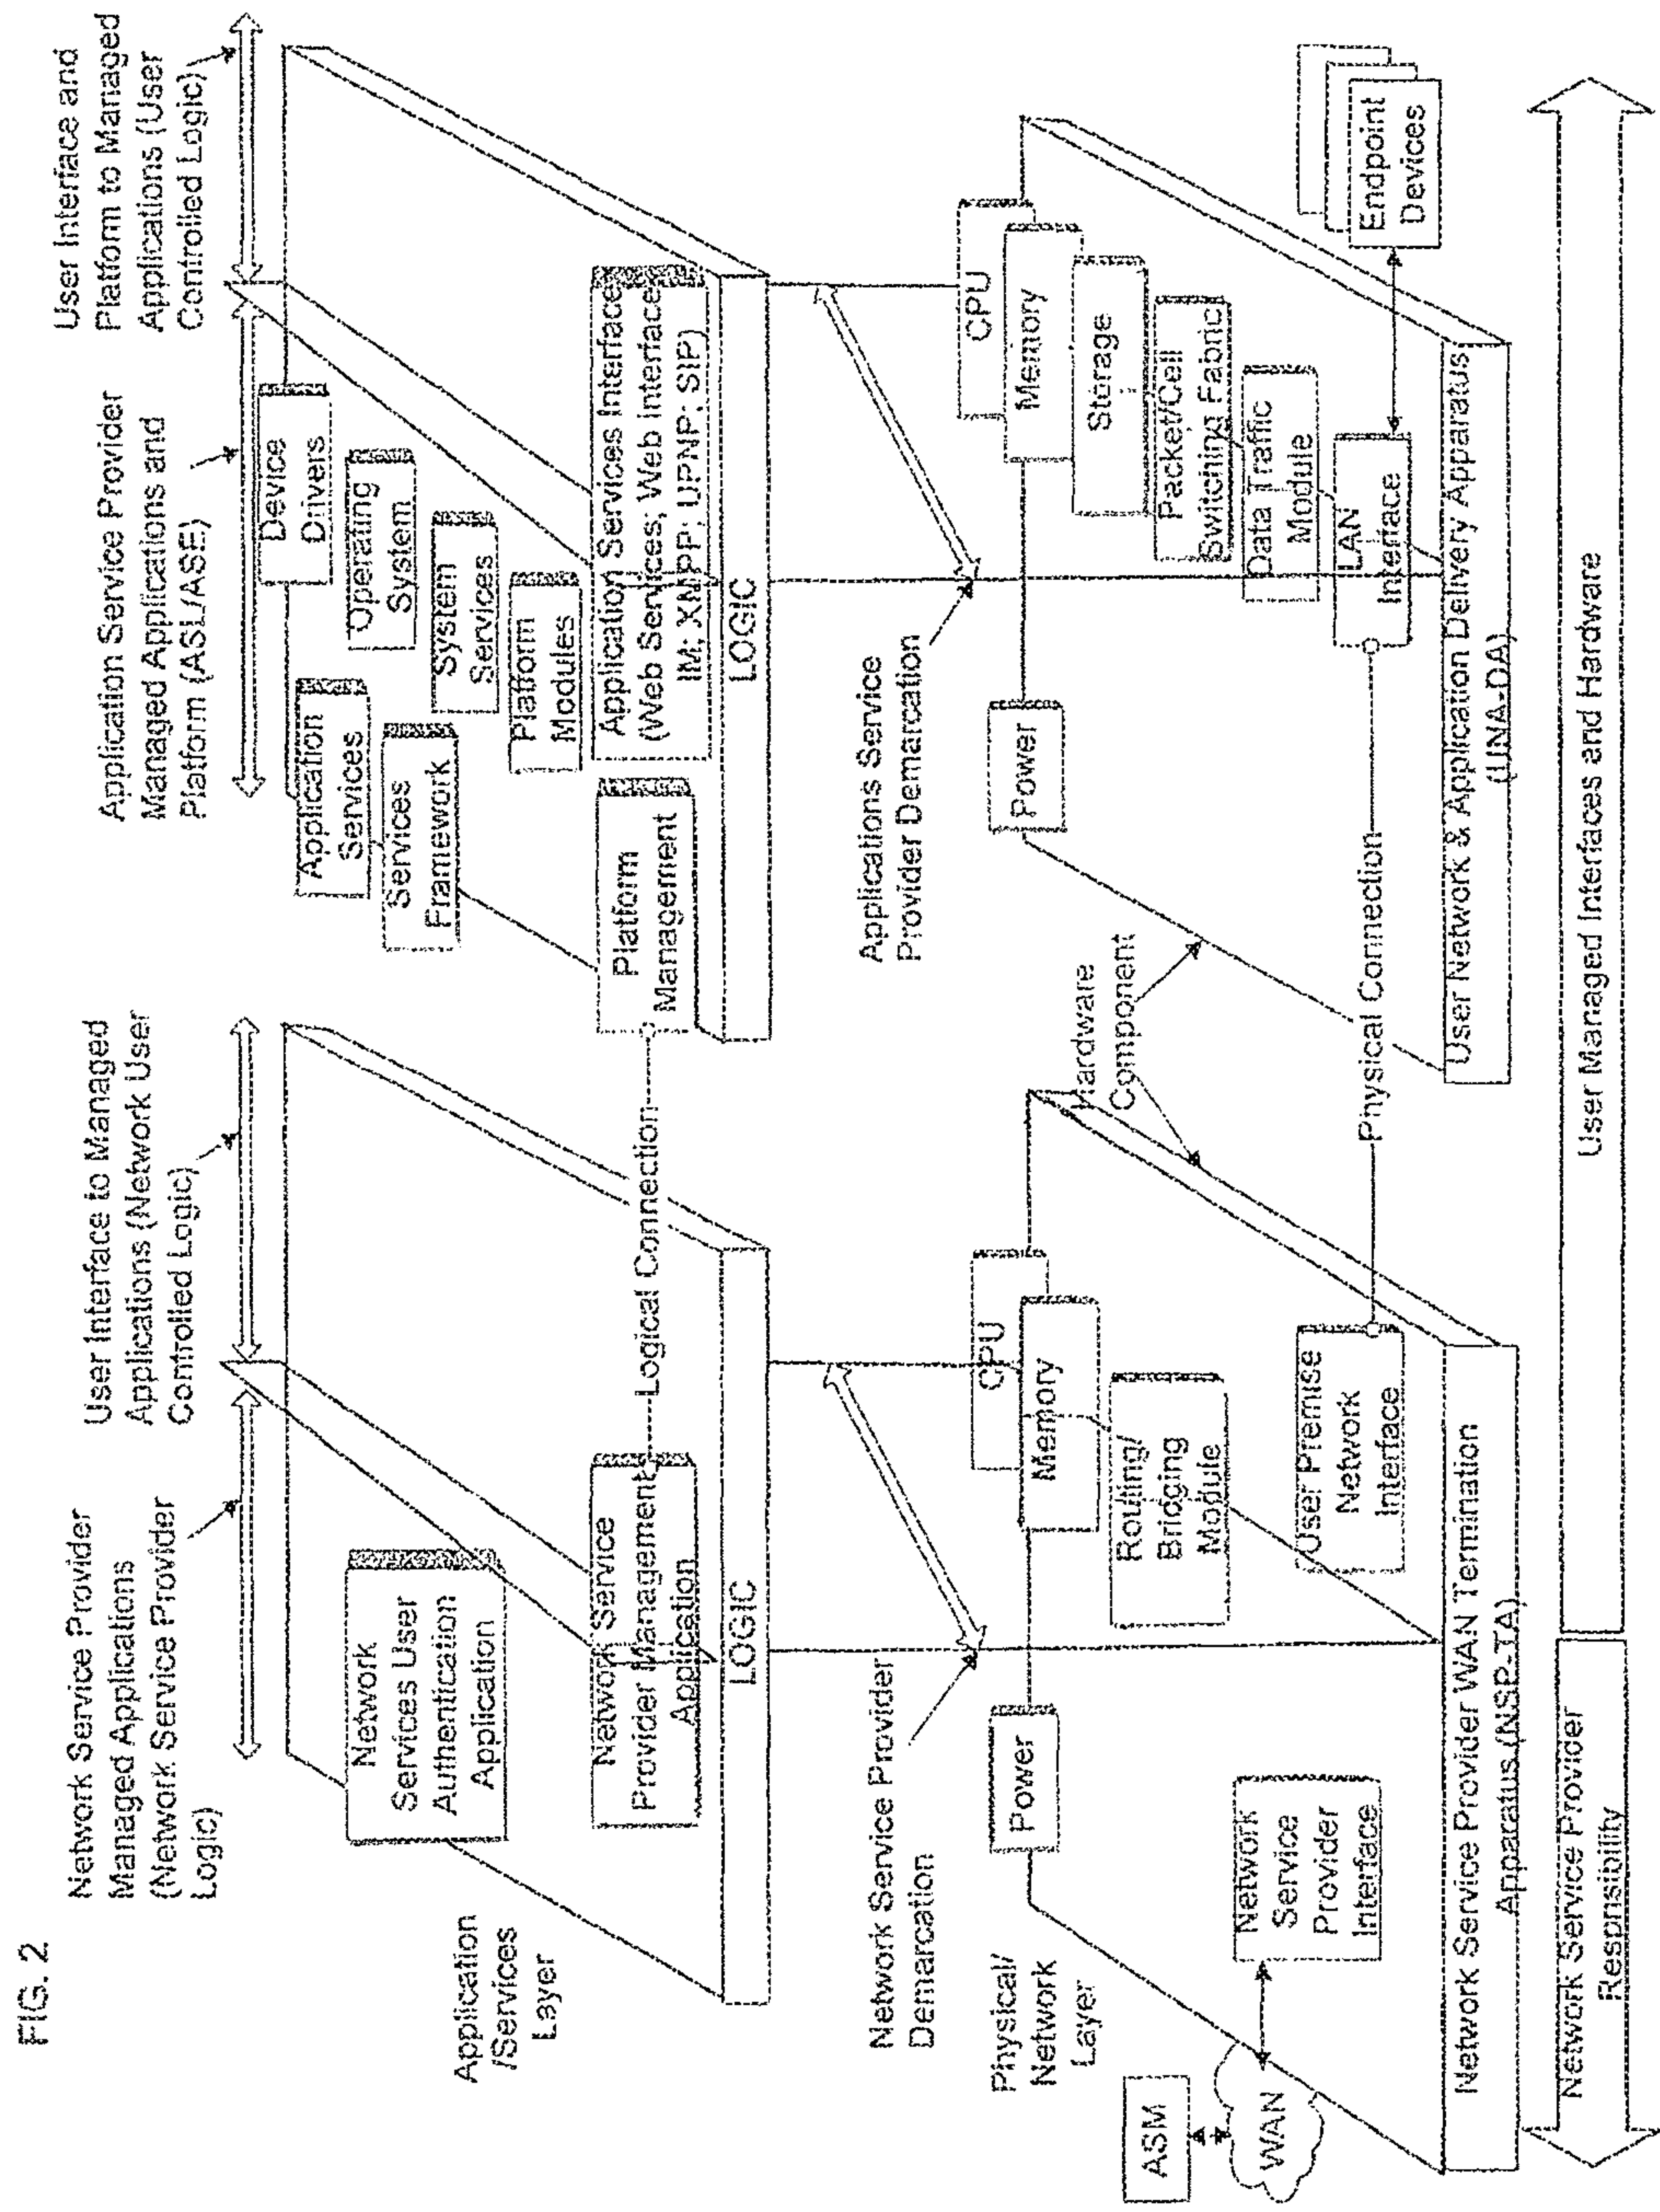 FIG. 2
Network Service Provider
Managed Applications
(Network Service Provider
Logic)
User Interface to Managed
Applications (Network User
Controlled Logic)
Application Service Provider
Managed Applications and
Platform (ASL/ASE)
User Interface and
Platform to Managed
Applications (User
Controlled Logic)
Application
/Services
Layer
Network
Services User
Authentication
Application
Network Service
Provider Management
Application
LOGIC
Logical Connection
Application
Services
Services
Framework
Platform
Management
Device
Drivers
Operating
System
System
Services
Platform
Modules
Application Services Interface
(Web Services; Web Interface
IM; XMPP; UPNP; SIP)
LOGIC
Network Service Provider
Demarcation
Applications Service
Provider Demarcation
Physical/
Network
Layer
ASM
WAN
Power
Network
Service
Provider
Interface
CPU
Memory
Routing/
Bridging
Module
User Premise
Network
Interface
Hardware
Component
Physical Connection
Power
CPU
Memory
Storage
Packet/Cell
Switching Fabric
Data Traffic
Module
LAN
Interface
Endpoint
Devices
Network Service Provider WAN Termination
Apparatus (NSP-TA)
User Network & Application Delivery Apparatus
(UNA-DA)
Network Service Provider
Responsibility
User Managed Interfaces and Hardware